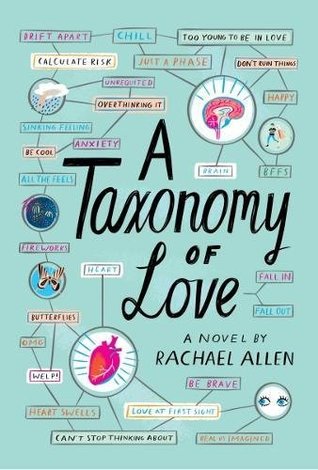 DRIFT APART
CHILL
TOO YOUNG TO BE IN LOVE
CALCULATE RISK
JUST A PHASE
DON'T RUIN THINGS
UNREQUITED
OVERTHINKING IT
HAPPY
SINKING FEELING
BE COOL
ANXIETY
BRAIN
BFFS
ALL THE FEELS
A
TAXONOMY
OF
LOVE
FIREWORKS
HEART
FALL IN
FALL OUT
BUTTERFLIES
A NOVEL BY
RACHAEL ALLEN
OMG
WELP!
BE BRAVE
HEART SWELLS
LOVE AT FIRST SIGHT
CAN'T STOP THINKING ABOUT
REAL VS IMAGINED